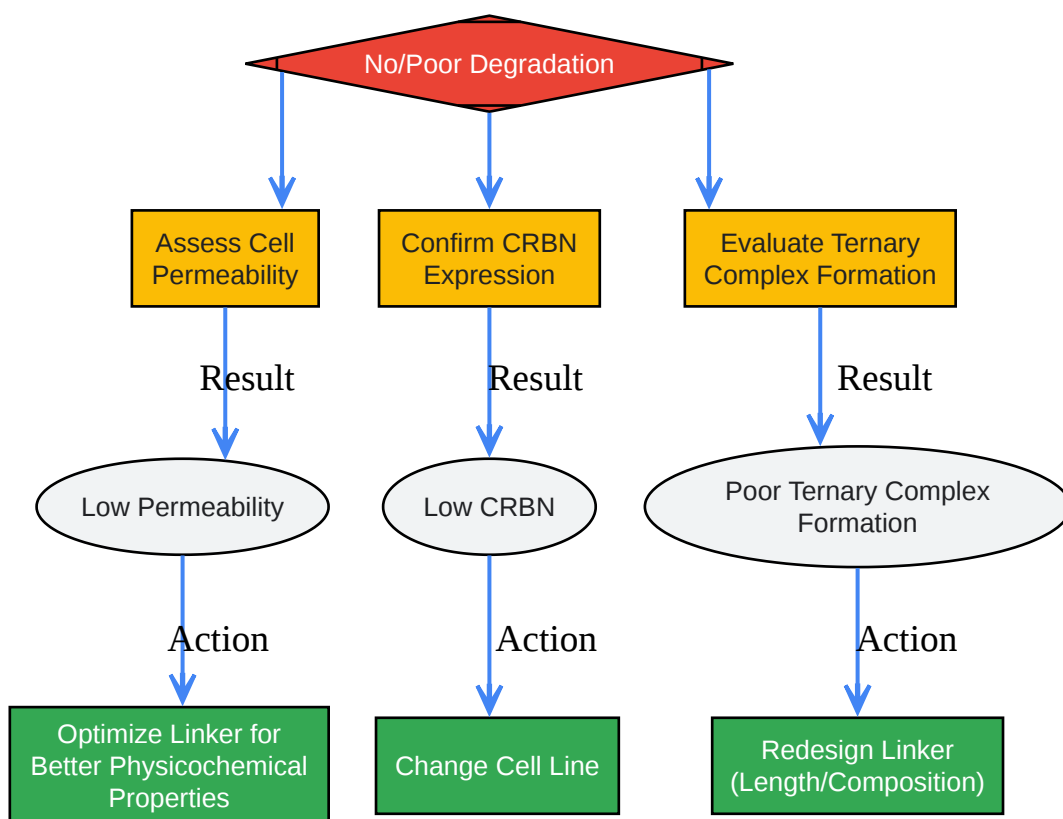 No/Poor Degradation
Assess Cell
Permeability
Confirm CRBN
Expression
Evaluate Ternary
Complex Formation
Result
Result
Result
Low Permeability
Low CRBN
Poor Ternary Complex
Formation
Action
Action
Action
Optimize Linker for
Better Physicochemical
Properties
Change Cell Line
Redesign Linker
(Length/Composition)